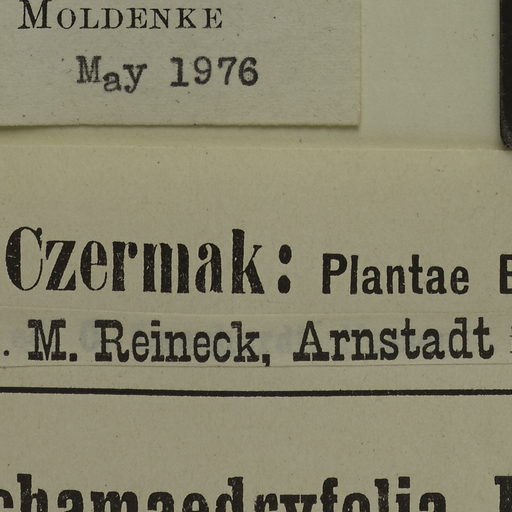 MOLDENKE
May 1976
Czermak: Plantae
. M. Reineck, Arnstadt
chamaedryfolia